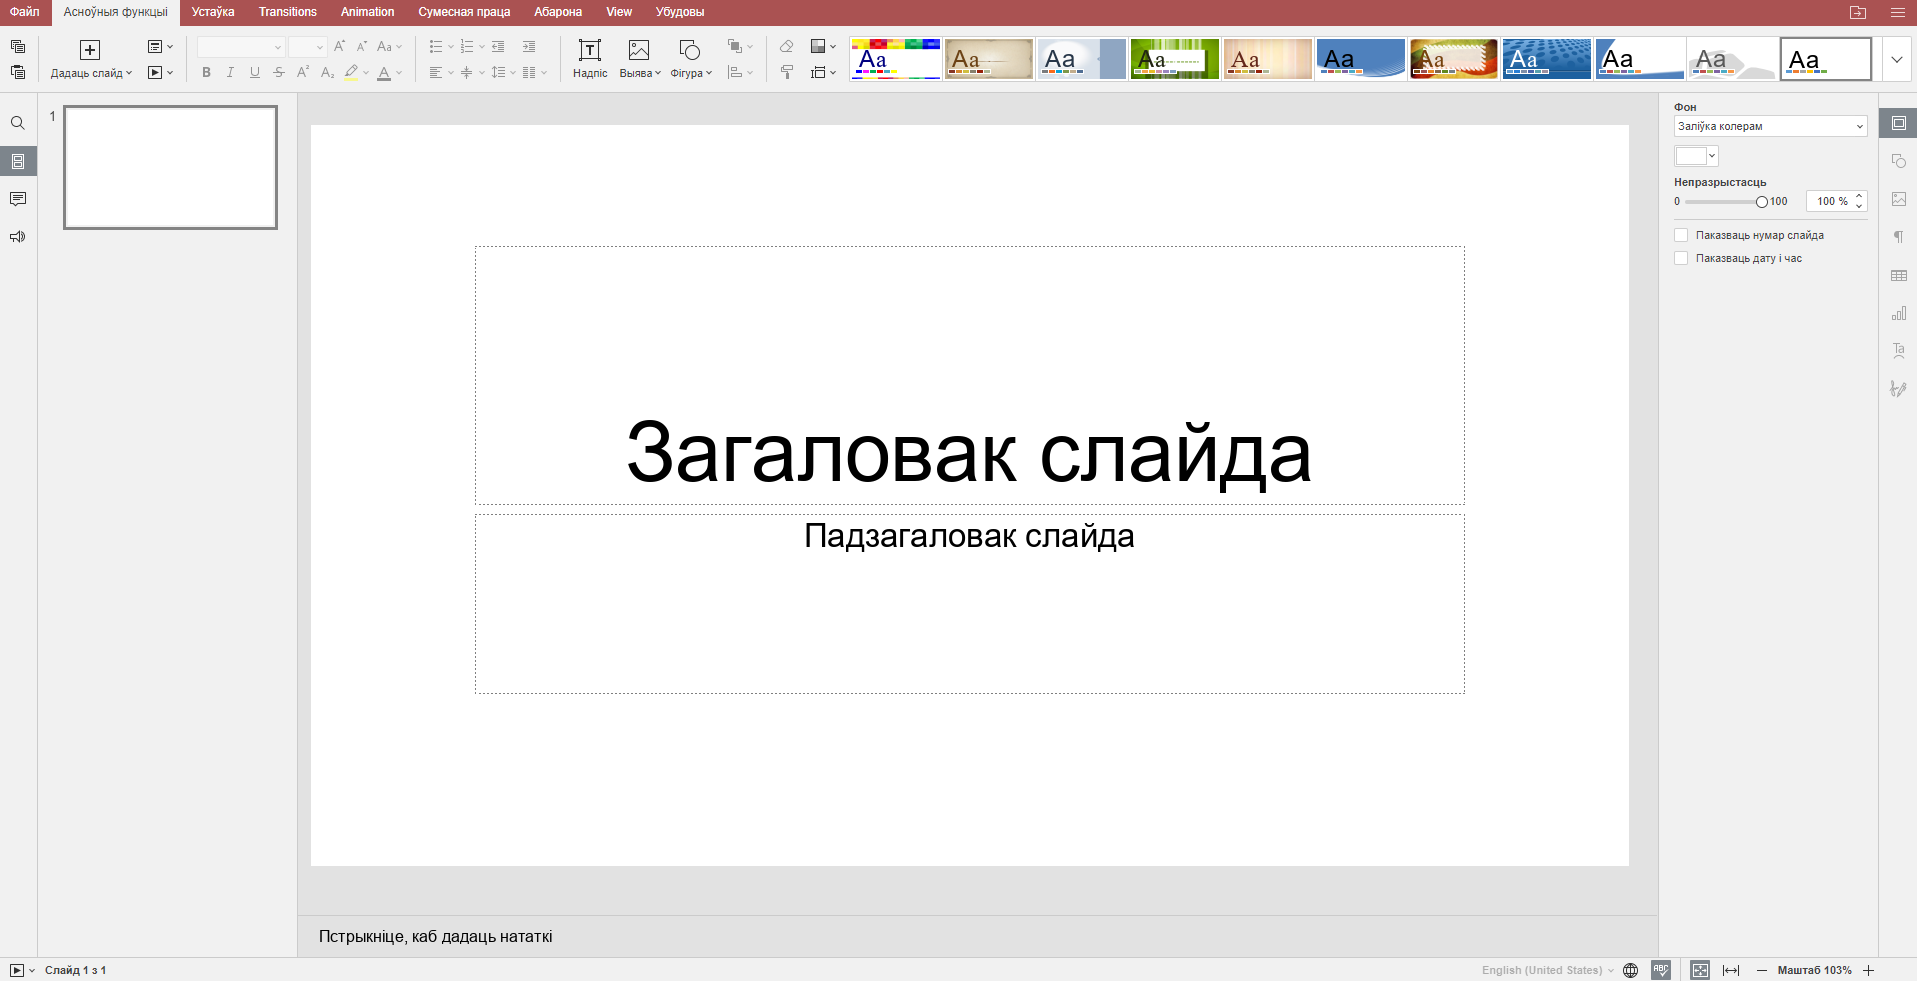 Файл Асноўныя функцыі Устаўка Transitions Animation Сумесная праца Абарона View Убудовы
Дадаць слайд
Надпіс Выява Фігура
Aa Aa Aa Aa Aa Aa Aa Aa Aa Aa Aa
1
Загаловак слайда
Падзагаловак слайда
Пстрыкніце, каб дадаць нататкі
Фон
Заліўка колерам
Непразрыстасць
0 100 100 %
Паказваць нумар слайда
Паказваць дату і час
Слайд 1 з 1 English (United States) ABC Маштаб 103%